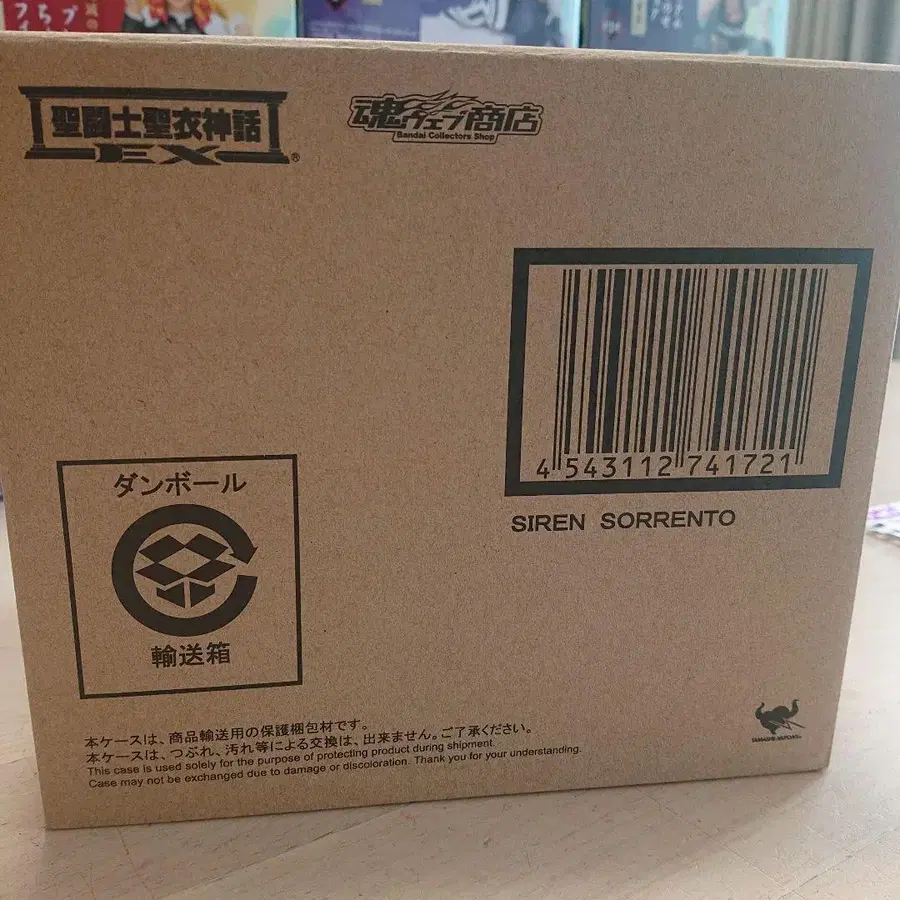 聖闘士聖衣神話
EX
®
魂ウェブ商店
Bandai Collectors Shop
4 543112 741721
SIREN SORRENTO
ダンボール
輸送箱
本ケースは、商品輸送用の保護梱包材です。
本ケースは、つぶれ、汚れ等による交換は、出来ません。ご了承ください。
This case is used solely for the purpose of protecting product during shipment.
Case may not be exchanged due to damage or discoloration. Thank you for your understanding.
TAMASHII NATIONS